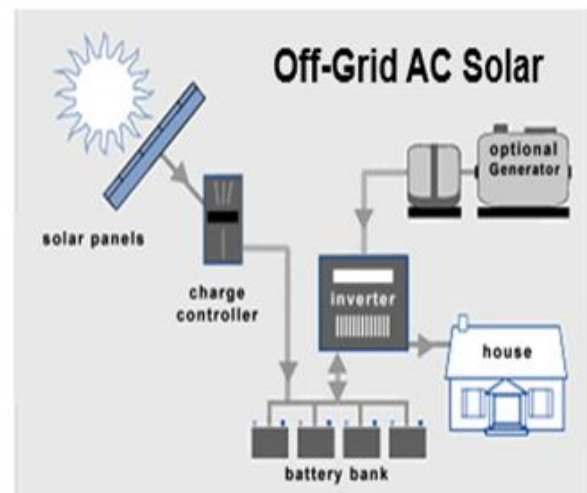 Off-Grid AC Solar
optional
Generator
solar panels
charge
controller
inverter
house
battery bank